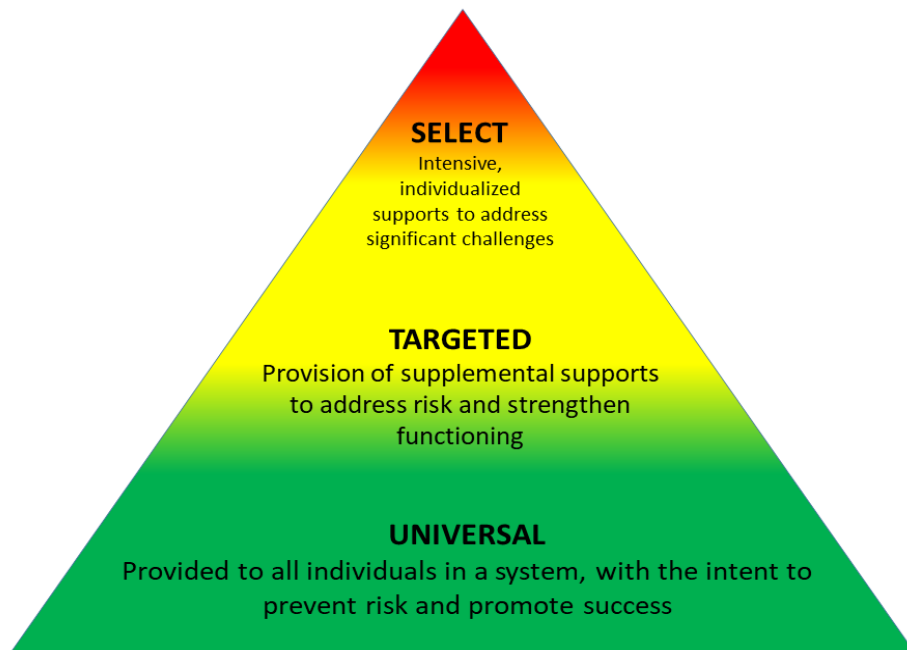 SELECT
Intensive,
individualized
supports to address
significant challenges
TARGETED
Provision of supplemental supports
to address risk and strengthen
functioning
UNIVERSAL
Provided to all individuals in a system, with the intent to
prevent risk and promote success